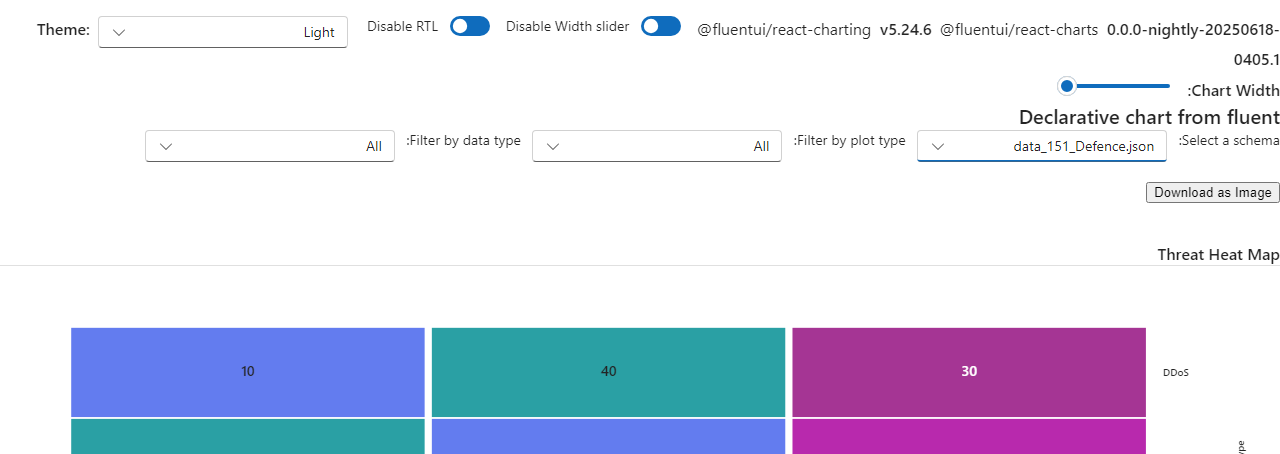 Theme: Light Disable RTL Disable Width slider @fluentui/react-charting v5.24.6 @fluentui/react-charts 0.0.0-nightly-20250618-
0405.1
:Chart Width
Declarative chart from fluent
:Select a schema data_151_Defence.json :Filter by plot type All :Filter by data type All
Download as Image
Threat Heat Map
10 40 30 DDoS